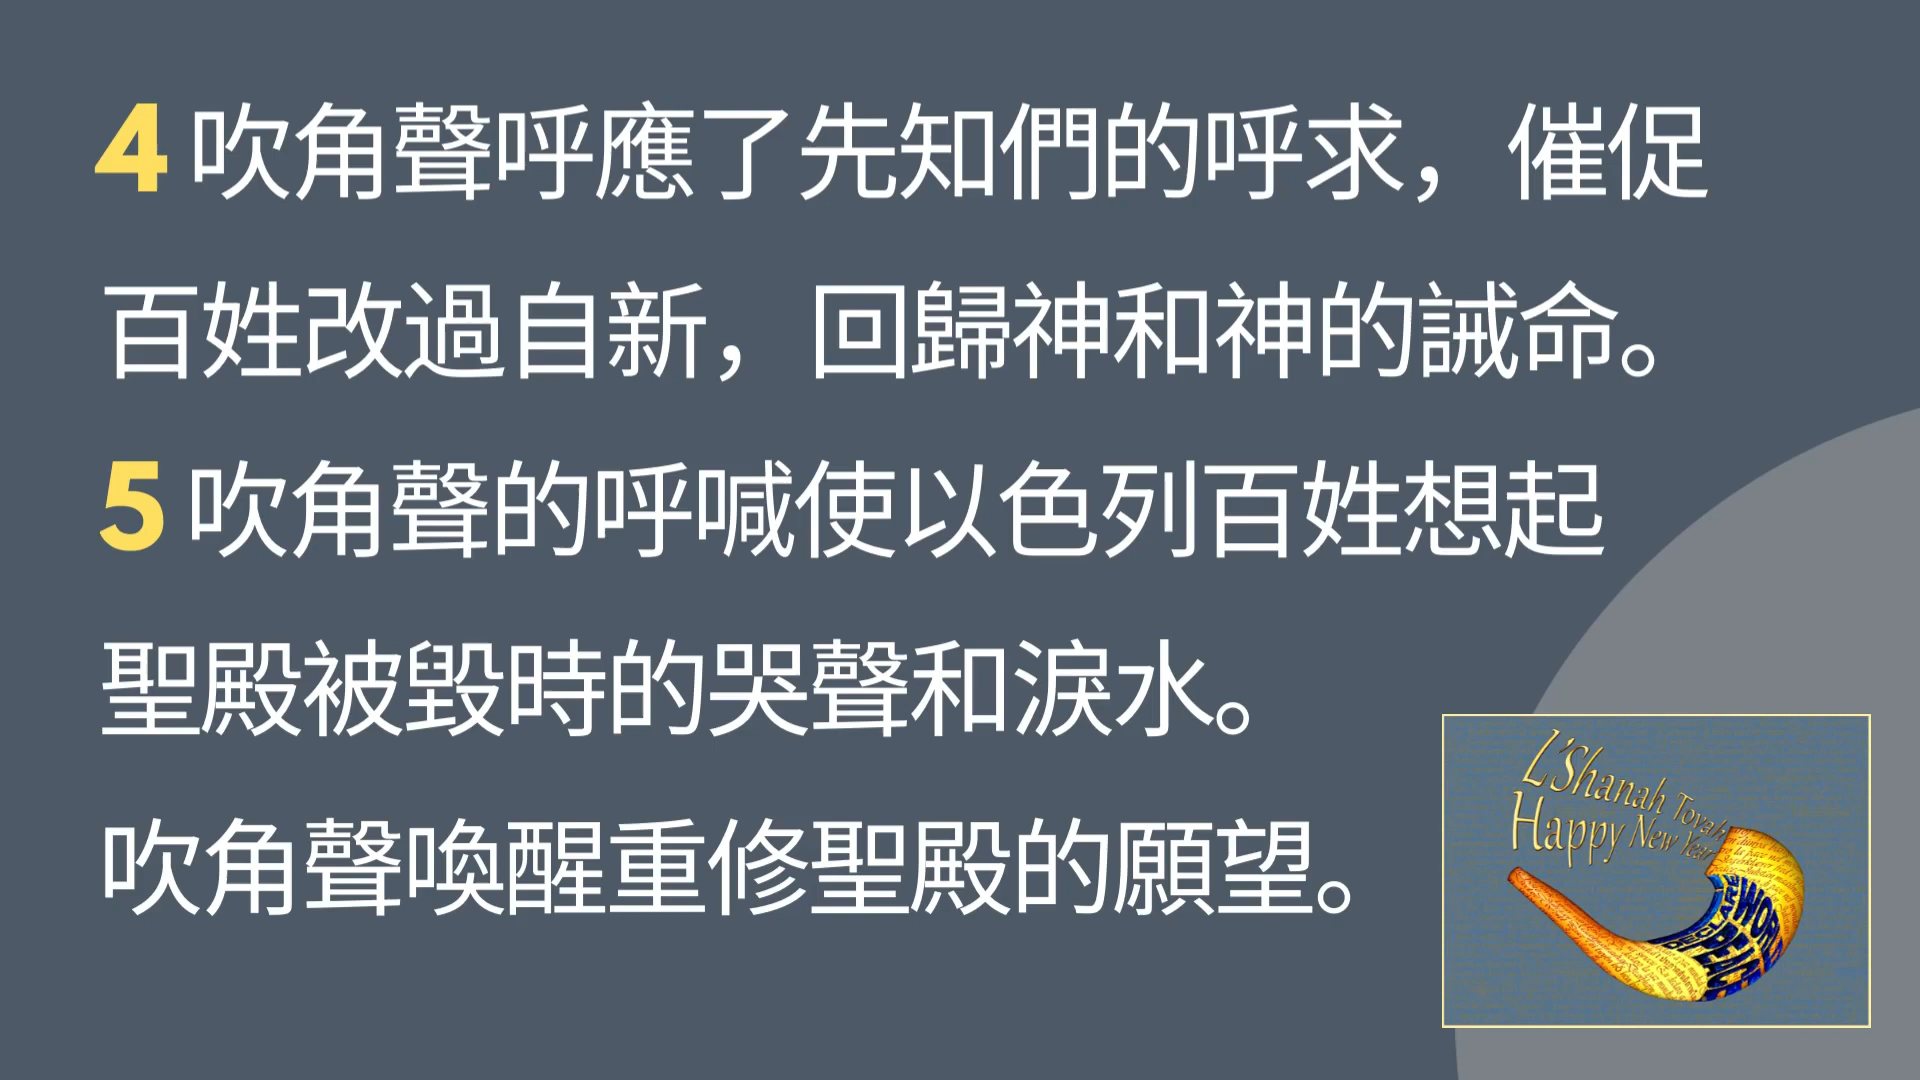 4 吹角聲呼應了先知們的呼求，催促
百姓改過自新，回歸神和神的誡命。
5 吹角聲的呼喊使以色列百姓想起
聖殿被毀時的哭聲和淚水。
吹角聲喚醒重修聖殿的願望。
L'Shanah Tovah
Happy New Year